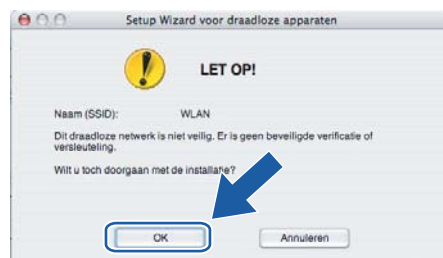 Setup Wizard voor draadloze apparaten
LET OP!
Naam (SSID): WLAN
Dit draadloze netwerk is niet veilig. Er is geen beveiligde verificatie of
versleuteling.
Wilt u toch doorgaan met de installatie?
OK Annuleren